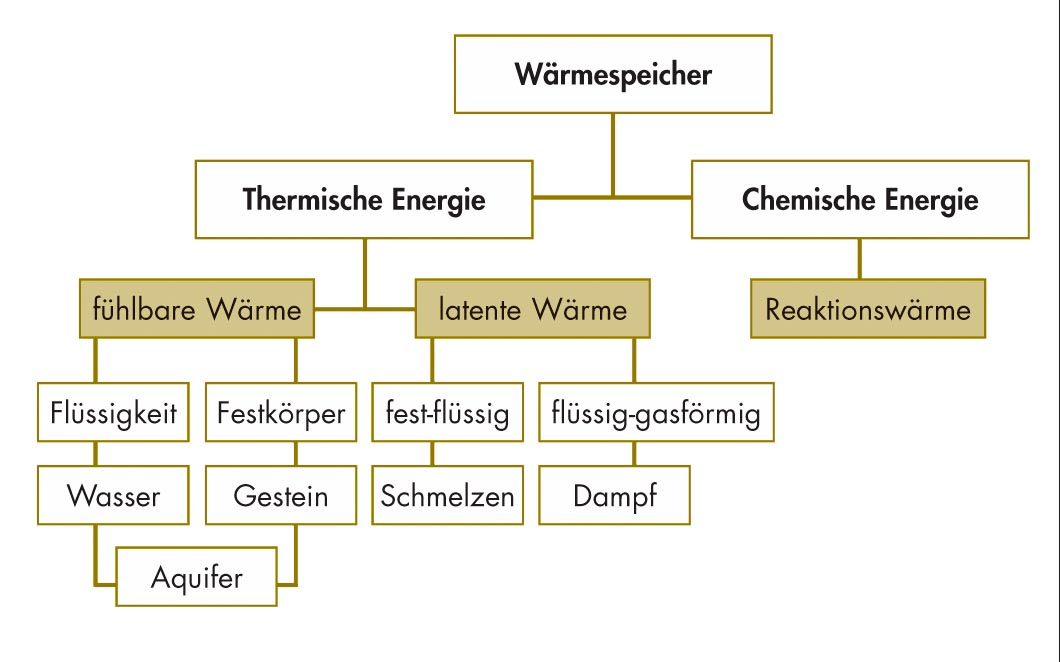 Wärmespeicher
Thermische Energie
Chemische Energie
fühlbare Wärme
latente Wärme
Reaktionswärme
Flüssigkeit
Festkörper
fest-flüssig
flüssig-gasförmig
Wasser
Gestein
Schmelzen
Dampf
Aquifer